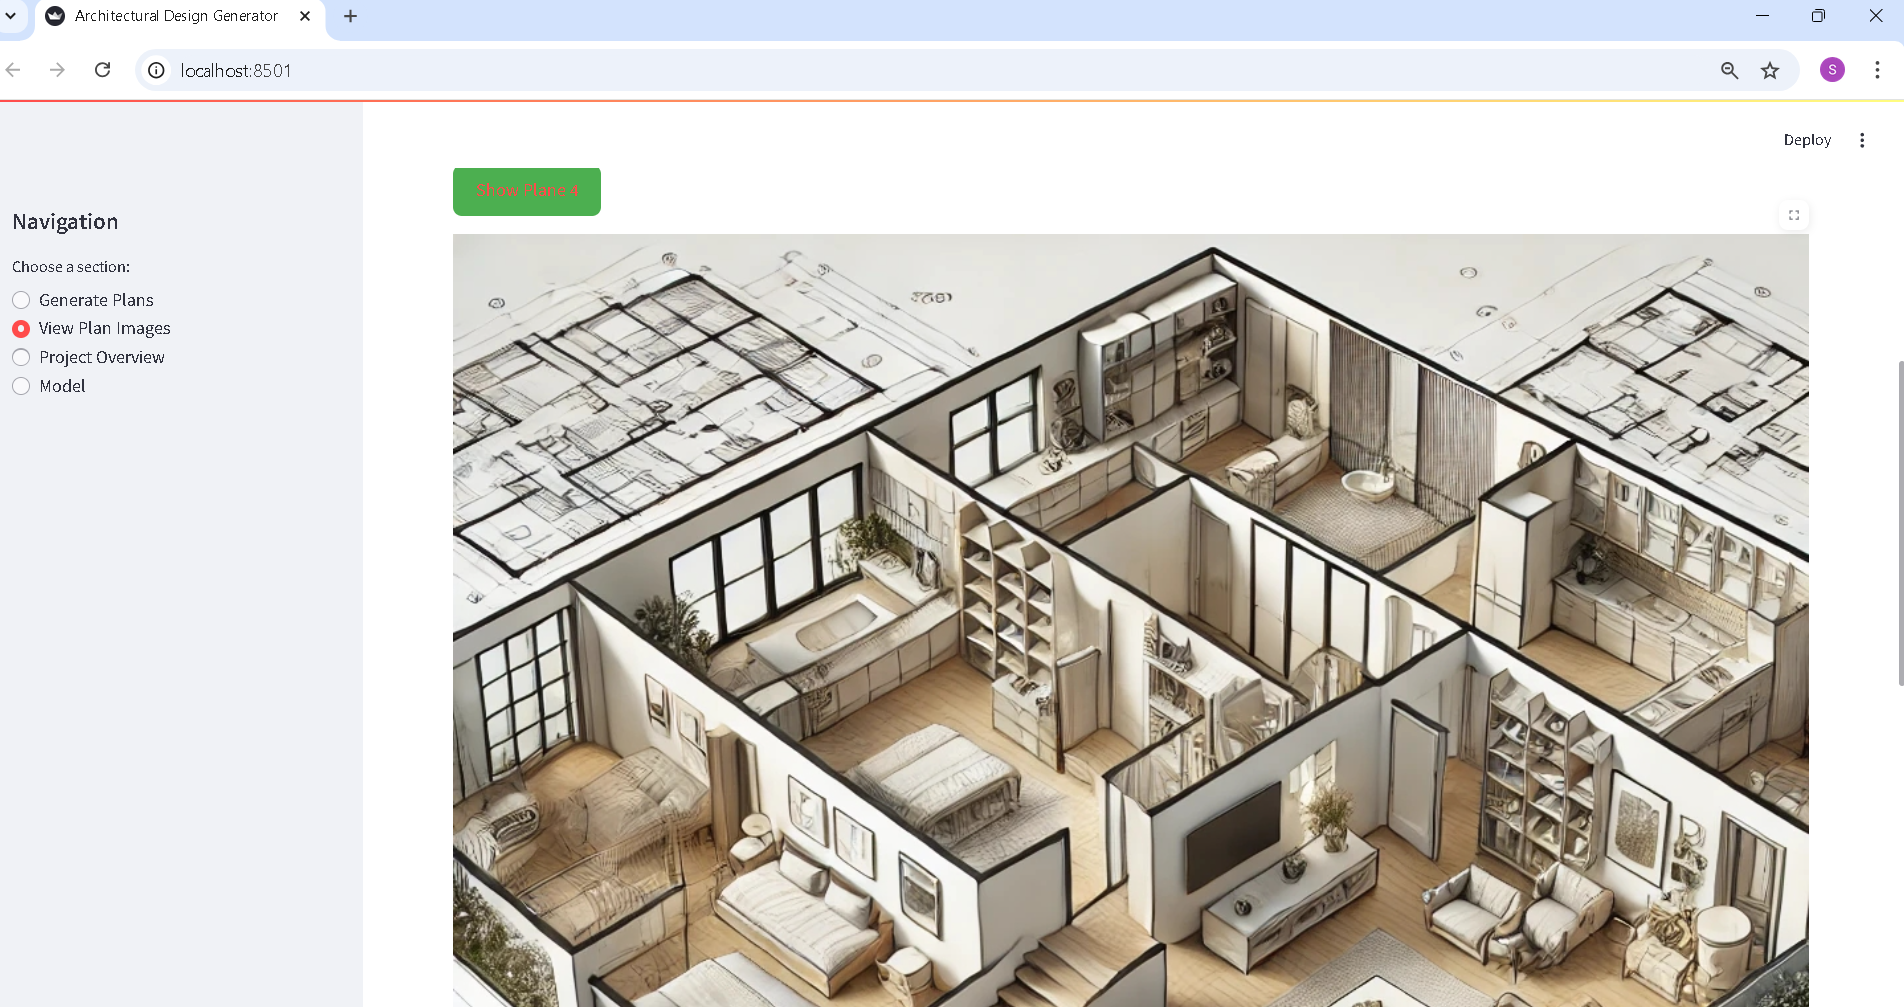 Architectural Design Generator
localhost:8501
S
Deploy
Show Plane 4
Navigation
Choose a section:
Generate Plans
View Plan Images
Project Overview
Model